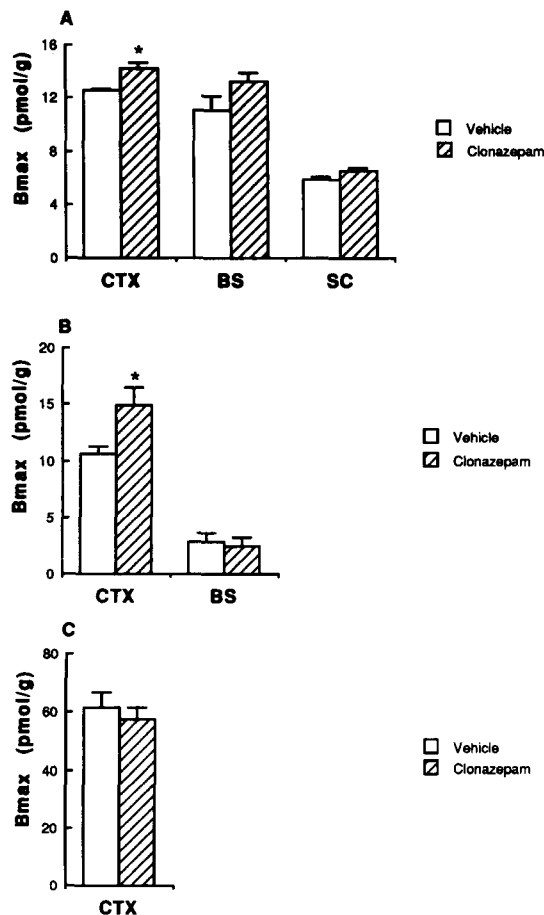 A
Bmax (pmol/g)
16
12
8
4
0
*
CTX
BS
SC
Vehicle
Clonazepam
B
Bmax (pmol/g)
20
15
10
5
0
*
CTX
BS
Vehicle
Clonazepam
C
Bmax (pmol/g)
80
60
40
20
0
CTX
Vehicle
Clonazepam